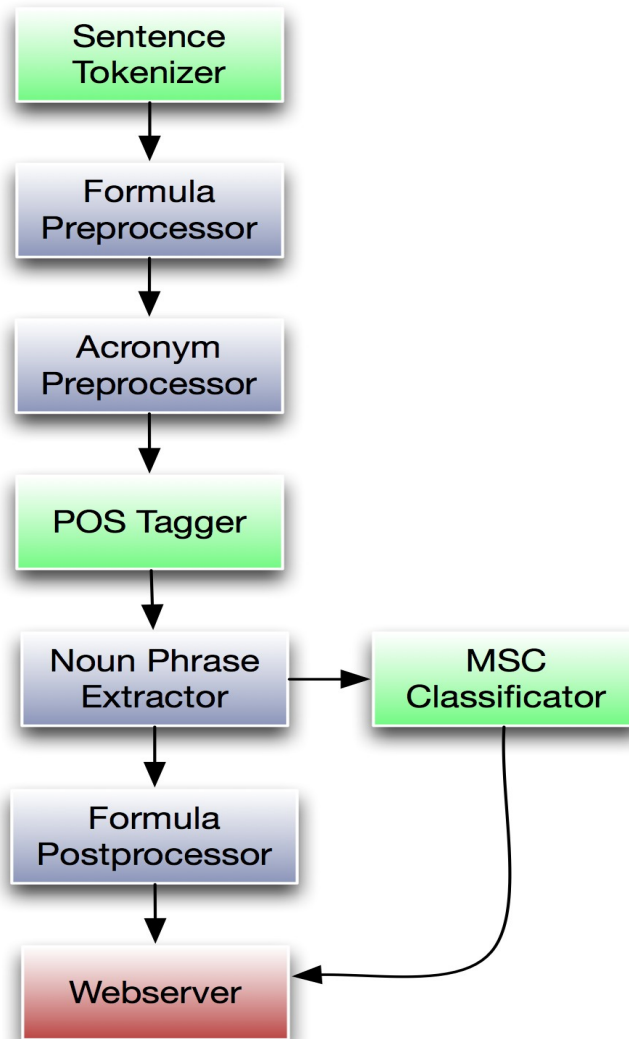 Sentence
Tokenizer
Formula
Preprocessor
Acronym
Preprocessor
POS Tagger
Noun Phrase
Extractor
MSC
Classificator
Formula
Postprocessor
Webserver